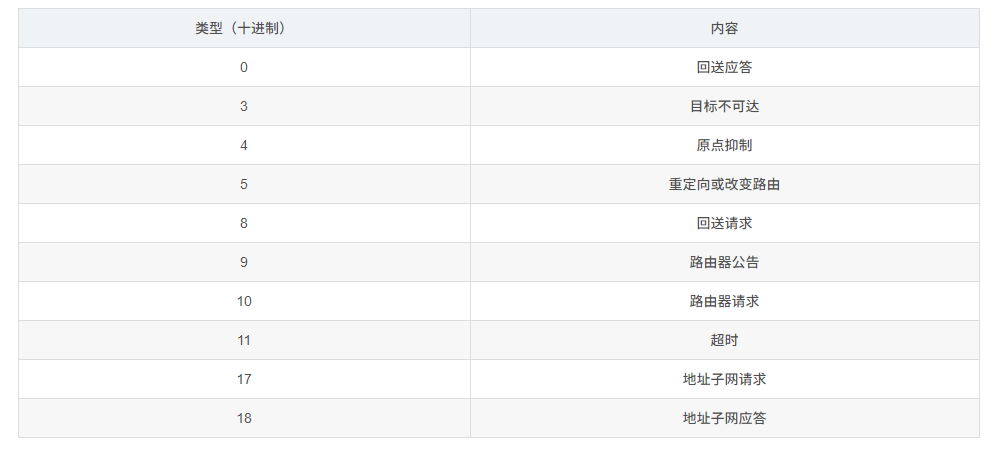 类型（十进制） 内容
0 回送应答
3 目标不可达
4 原点抑制
5 重定向或改变路由
8 回送请求
9 路由器公告
10 路由器请求
11 超时
17 地址子网请求
18 地址子网应答